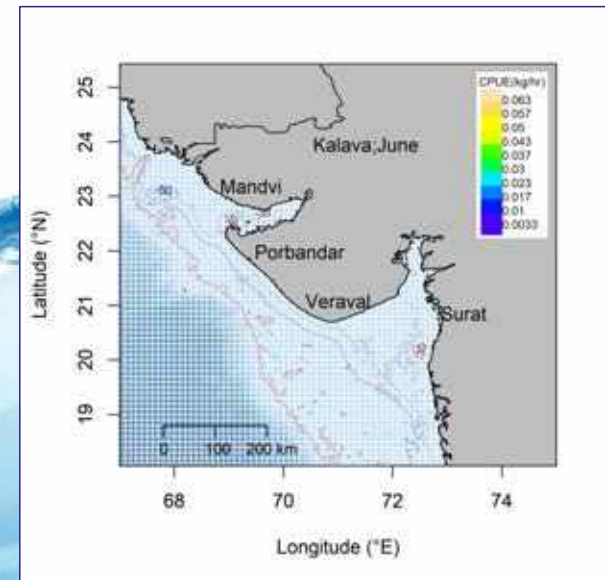 CPUE(kg/hr)
0.063
0.057
0.05
0.043
0.037
0.03
0.023
0.017
0.01
0.0033
Kalava;June
Mandvi
Porbandar
Veraval
Surat
-50
0 100 200 km
25
24
23
22
21
20
19
Latitude (°N)
68 70 72 74
Longitude (°E)